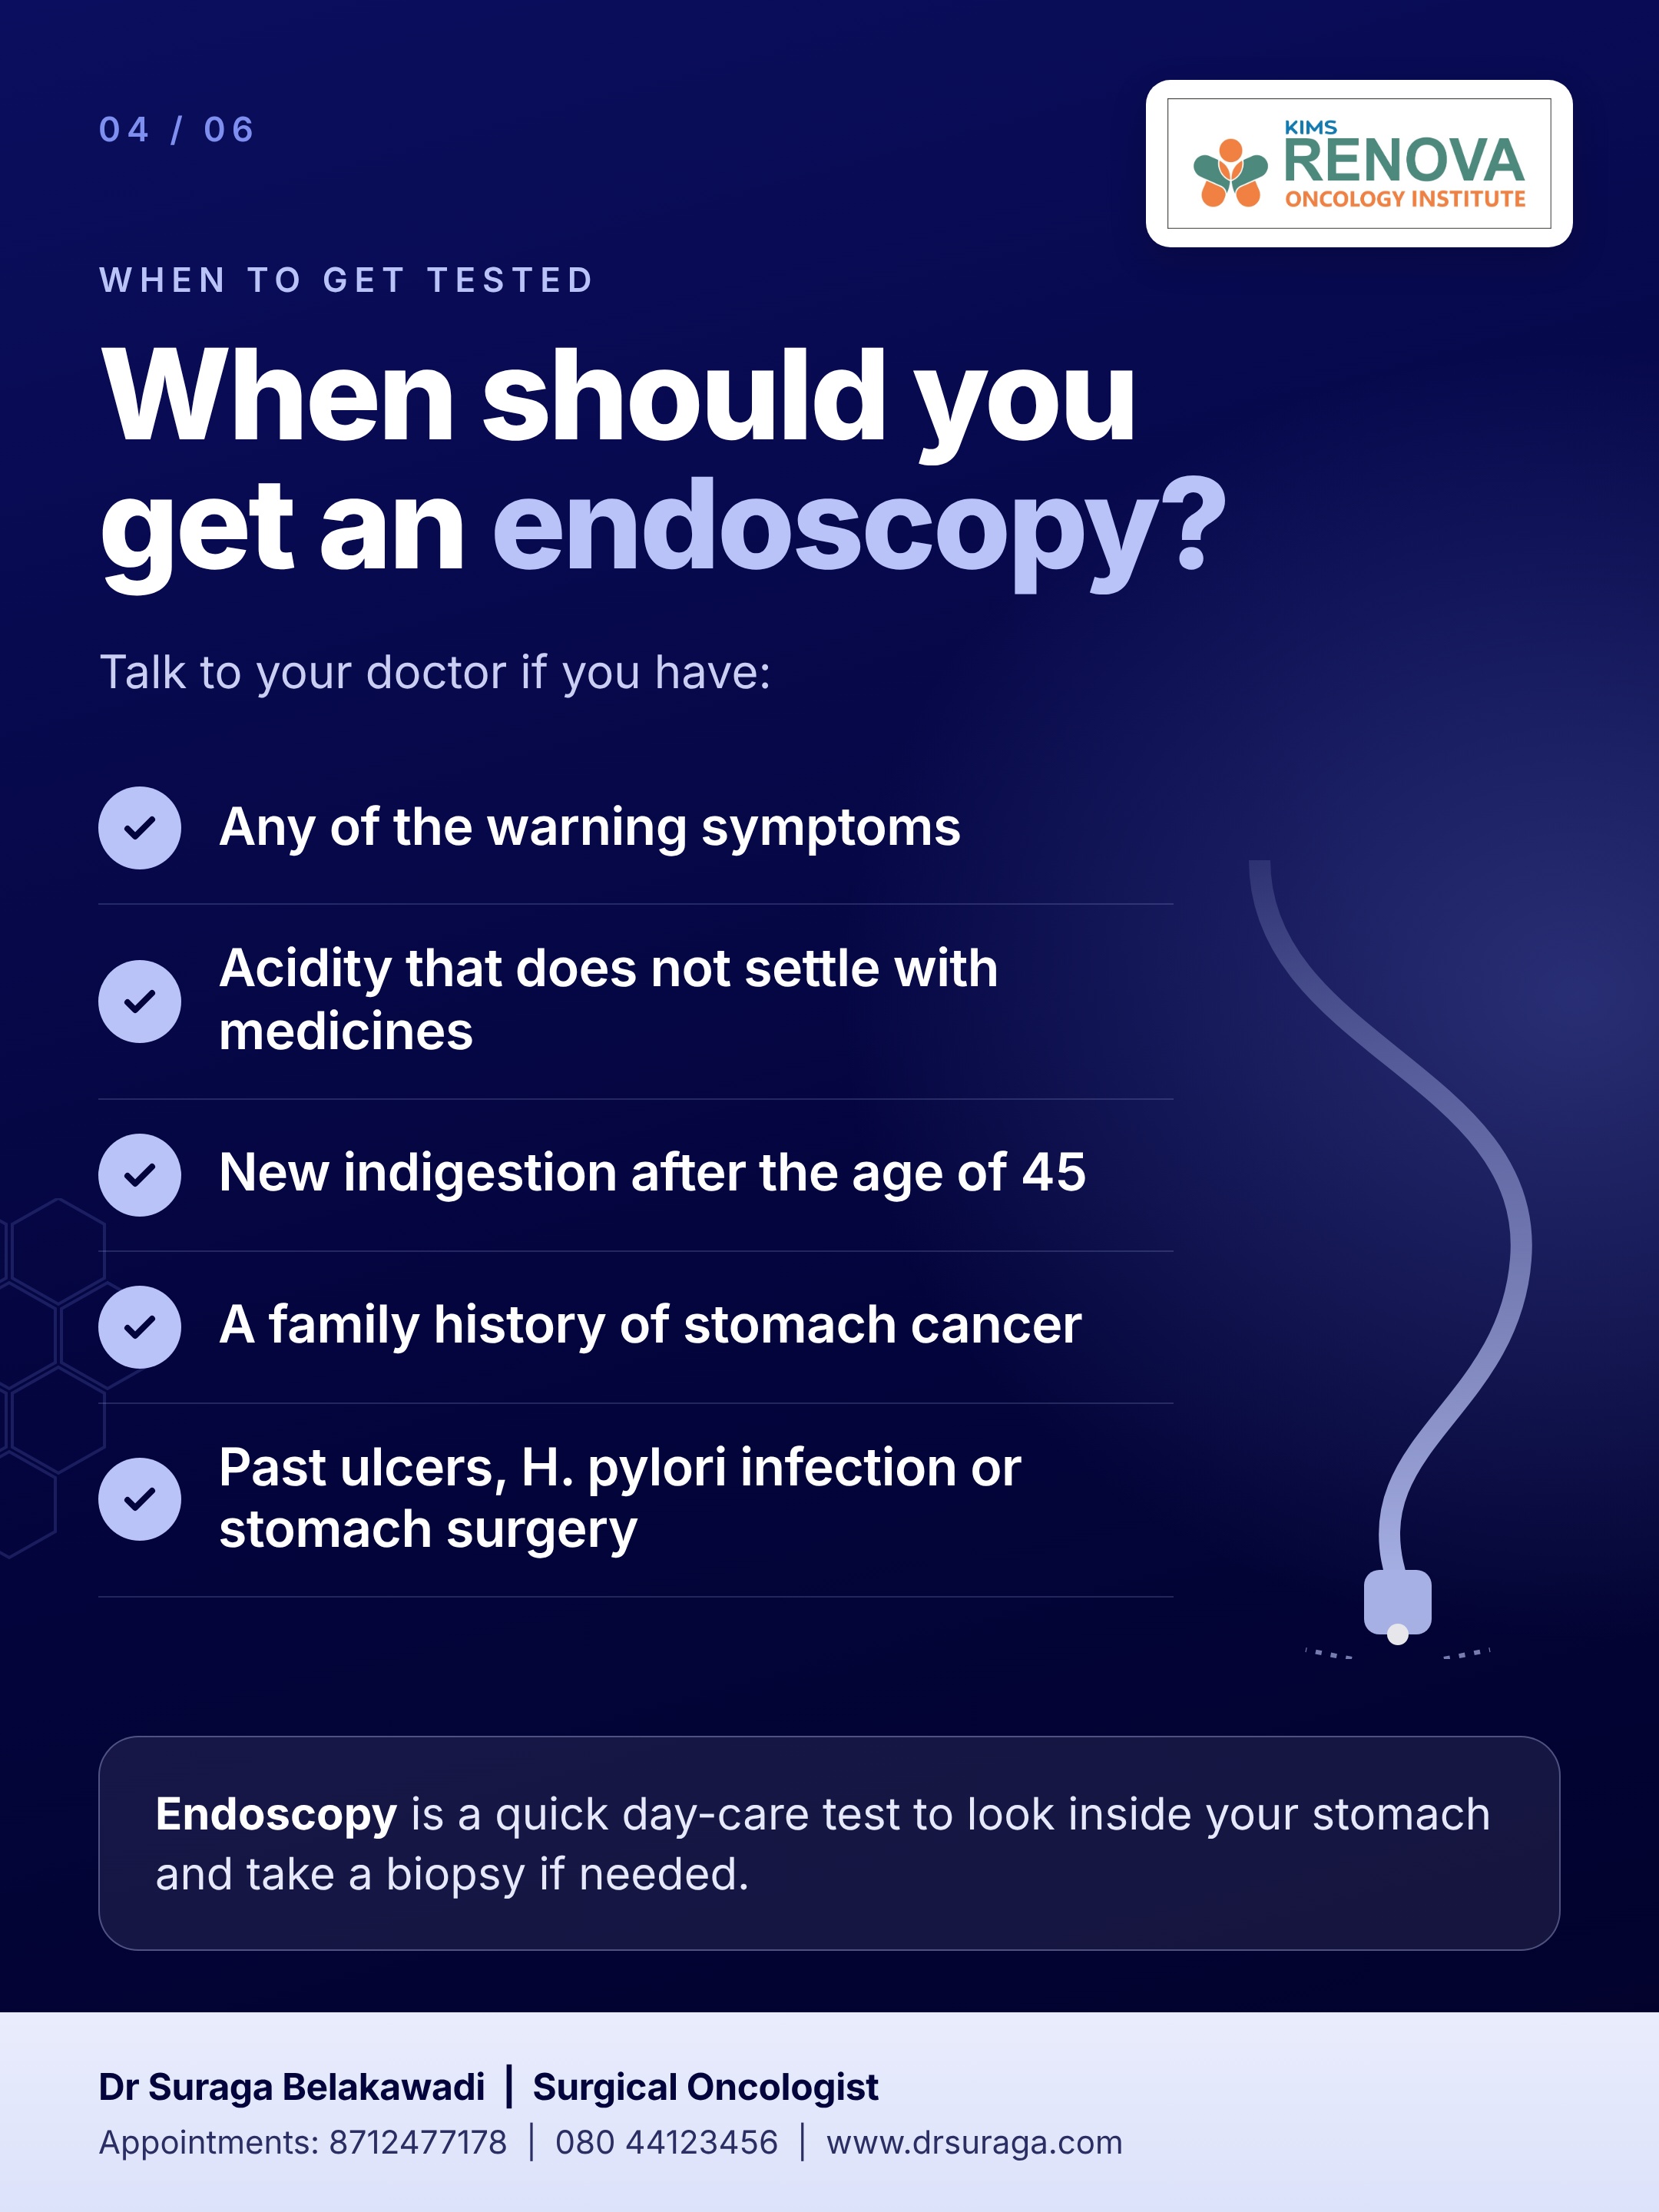 04 / 06
KIMS
RENOVA
ONCOLOGY INSTITUTE
WHEN TO GET TESTED
When should you
get an endoscopy?
Talk to your doctor if you have:
Any of the warning symptoms
Acidity that does not settle with
medicines
New indigestion after the age of 45
A family history of stomach cancer
Past ulcers, H. pylori infection or
stomach surgery
Endoscopy is a quick day-care test to look inside your stomach
and take a biopsy if needed.
Dr Suraga Belakawadi | Surgical Oncologist
Appointments: 8712477178 | 080 44123456 | www.drsuraga.com